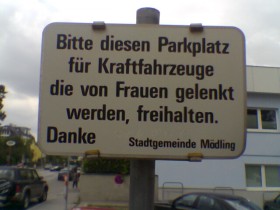 Bitte diesen Parkplatz
für Kraftfahrzeuge
die von Frauen gelenkt
werden, freihalten.
Danke Stadtgemeinde Mödling